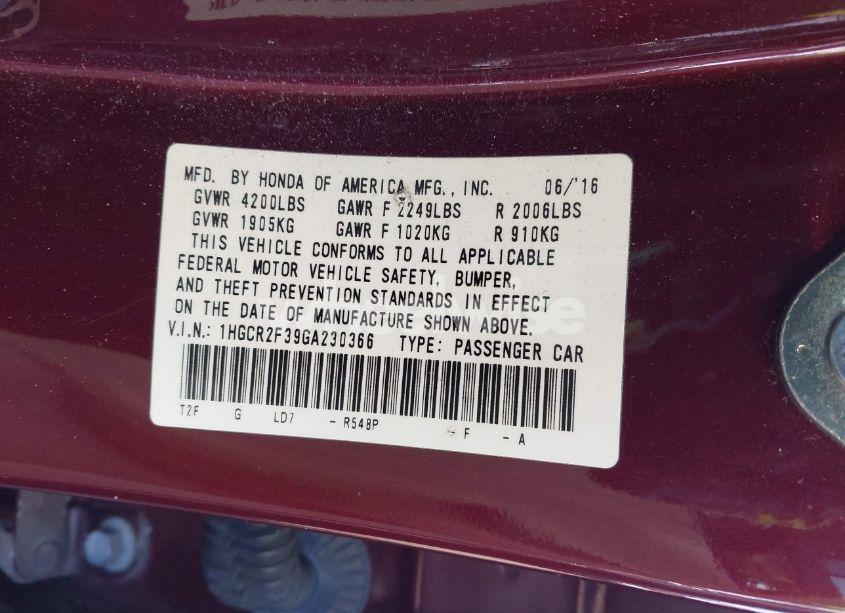 MFD. BY HONDA OF AMERICA MFG., INC. 06/'16
GVWR 4200LBS GAWR F 2249LBS R 2006LBS
GVWR 1905KG GAWR F 1020KG R 910KG
THIS VEHICLE CONFORMS TO ALL APPLICABLE
FEDERAL MOTOR VEHICLE SAFETY, BUMPER,
AND THEFT PREVENTION STANDARDS IN EFFECT
ON THE DATE OF MANUFACTURE SHOWN ABOVE.
V.I.N.: 1HGCR2F39GA230366 TYPE: PASSENGER CAR
T2F G LD7 - R548P - F - A